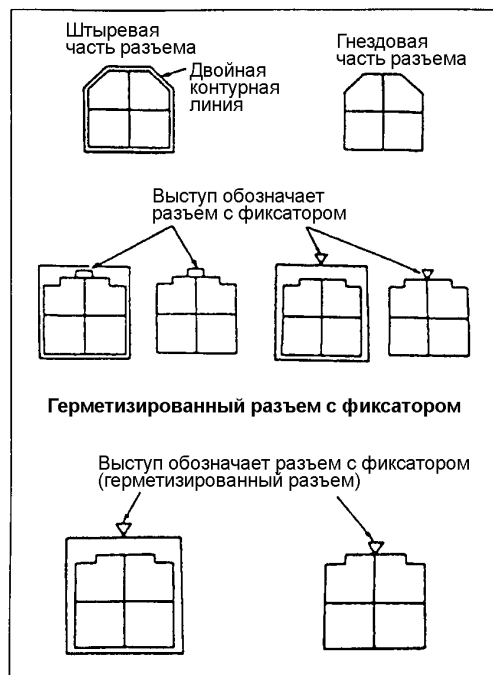 Штыревая
часть разъема
Двойная
контурная
линия
Гнездовая
часть разъема
Выступ обозначает
разъем с фиксатором
Герметизированный разъем с фиксатором
Выступ обозначает разъем с фиксатором
(герметизированный разъем)